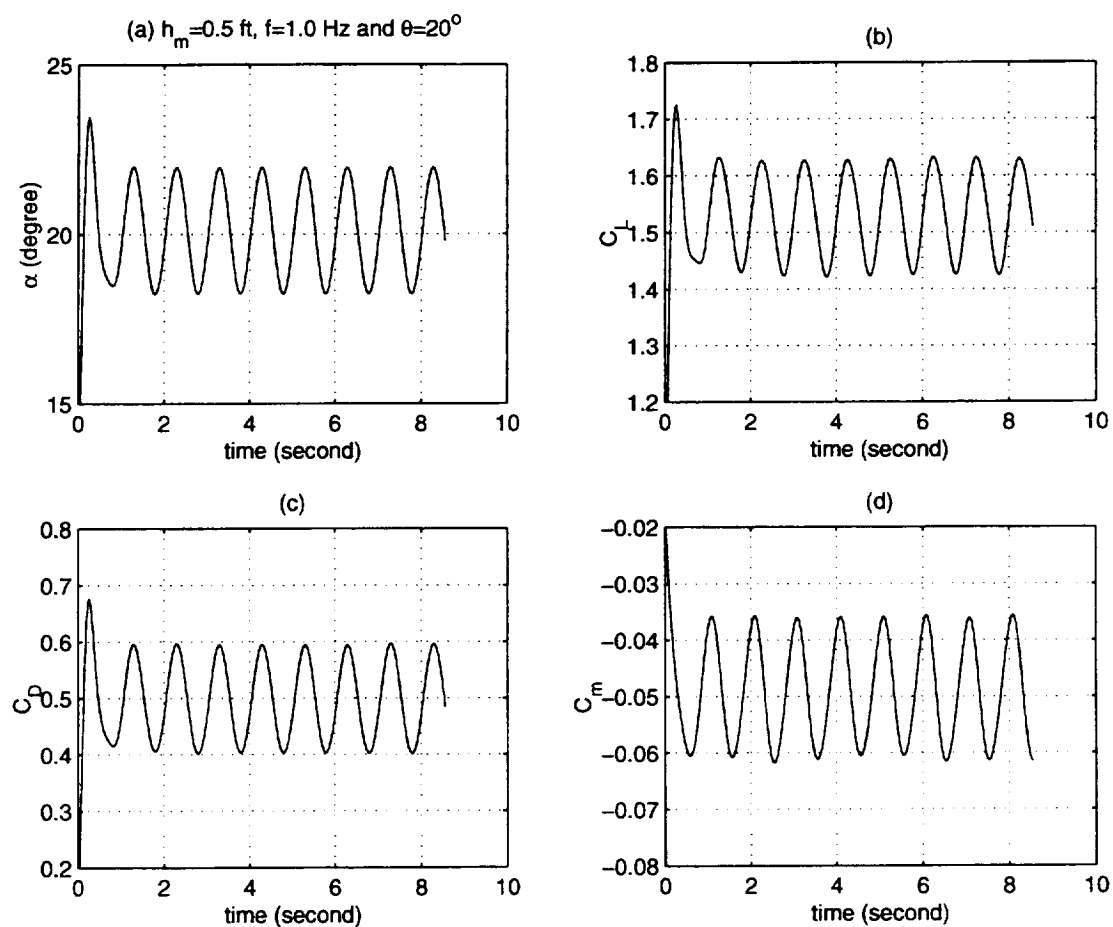 (a) h_m=0.5 ft, f=1.0 Hz and θ=20°
25
20
15
α (degree)
0 2 4 6 8 10
time (second)
(b)
1.8
1.7
1.6
1.5
1.4
1.3
1.2
C_L
0 2 4 6 8 10
time (second)
(c)
0.8
0.7
0.6
0.5
0.4
0.3
0.2
C_D
0 2 4 6 8 10
time (second)
(d)
−0.02
−0.03
−0.04
−0.05
−0.06
−0.07
−0.08
C_m
0 2 4 6 8 10
time (second)